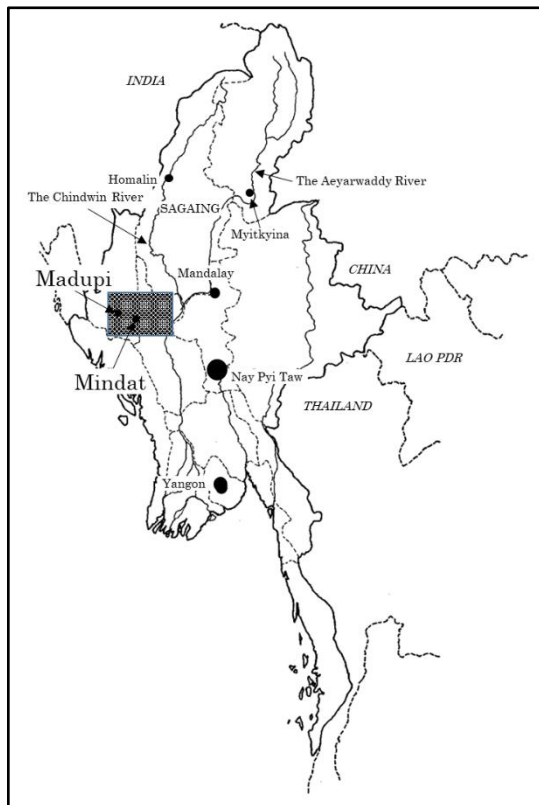 INDIA
Homalin
The Aeyarwaddy River
The Chindwin River
SAGAING
Myitkyina
Mandalay
CHINA
Madupi
Mindat
LAO PDR
Nay Pyi Taw
THAILAND
Yangon